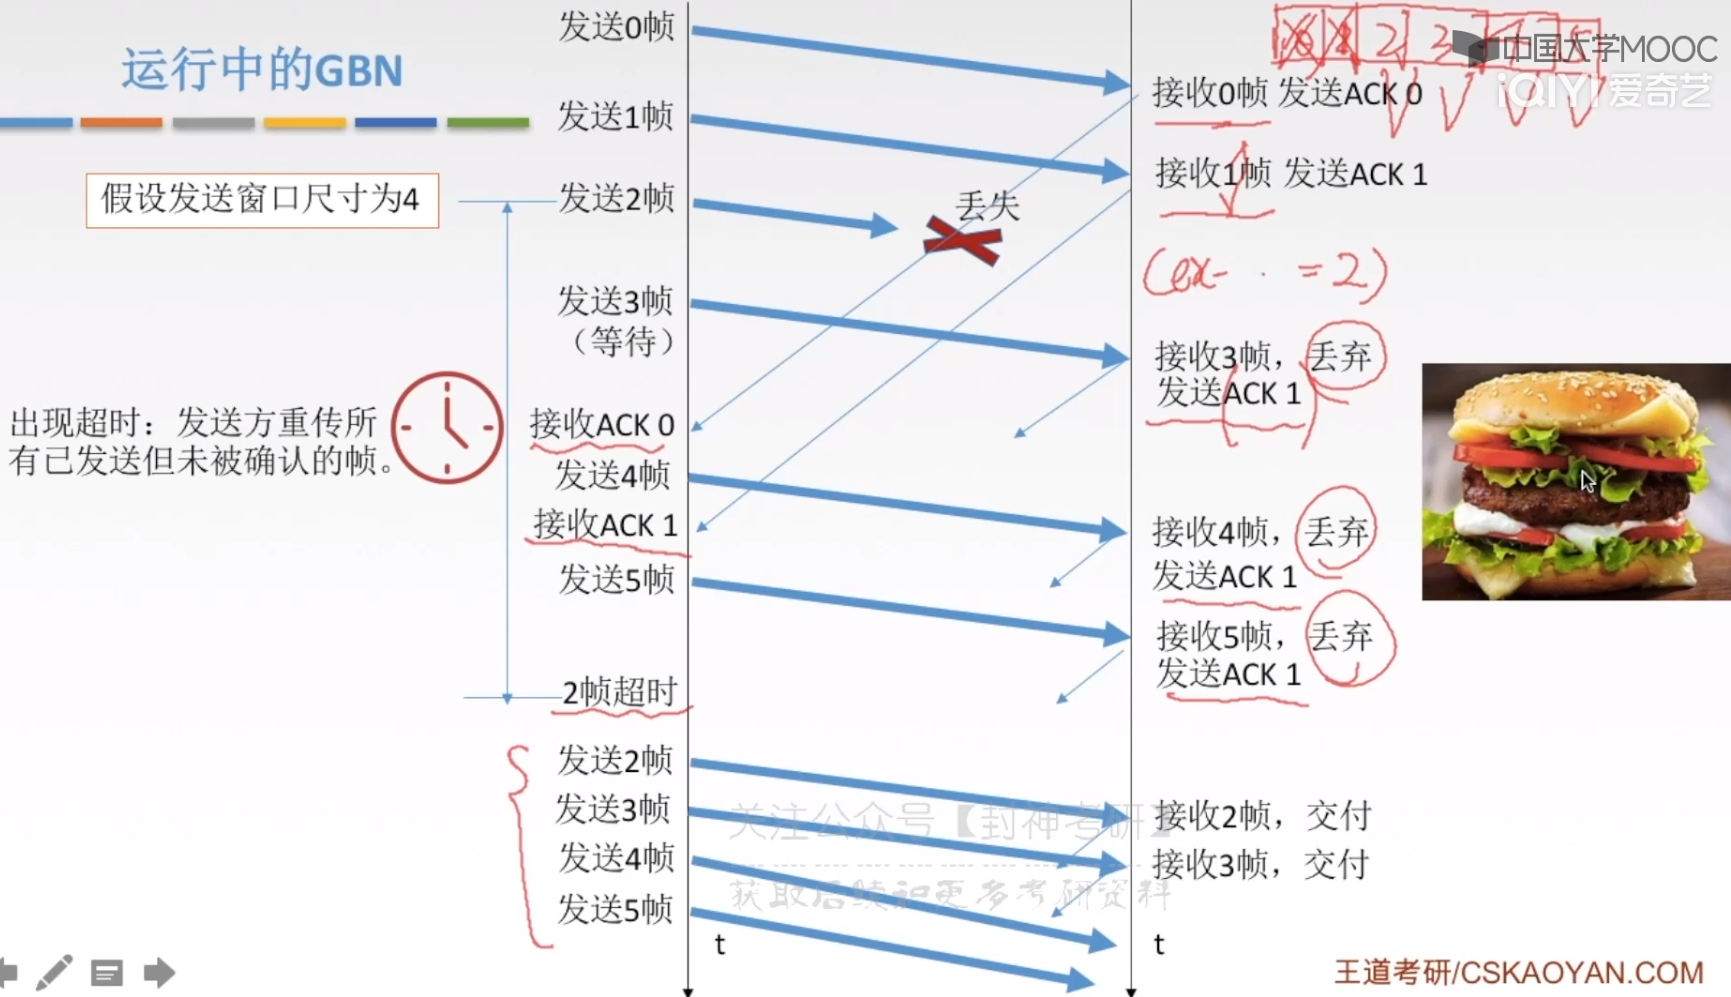 运行中的GBN
假设发送窗口尺寸为4
出现超时：发送方重传所
有已发送但未被确认的帧。
发送0帧
发送1帧
发送2帧
发送3帧
（等待）
接收ACK 0
发送4帧
接收ACK 1
发送5帧
2帧超时
发送2帧
发送3帧
发送4帧
发送5帧
t
丢失
接收0帧 发送ACK 0
接收1帧 发送ACK 1
(ex- · =2)
接收3帧，丢弃
发送ACK 1
接收4帧，丢弃
发送ACK 1
接收5帧，丢弃
发送ACK 1
接收2帧，交付
接收3帧，交付
t
2 3
中国大学MOOC
iQIYI 爱奇艺
关注公众号【封神考研】
获取后续和更多考研资料
王道考研/CSKAOYAN.COM